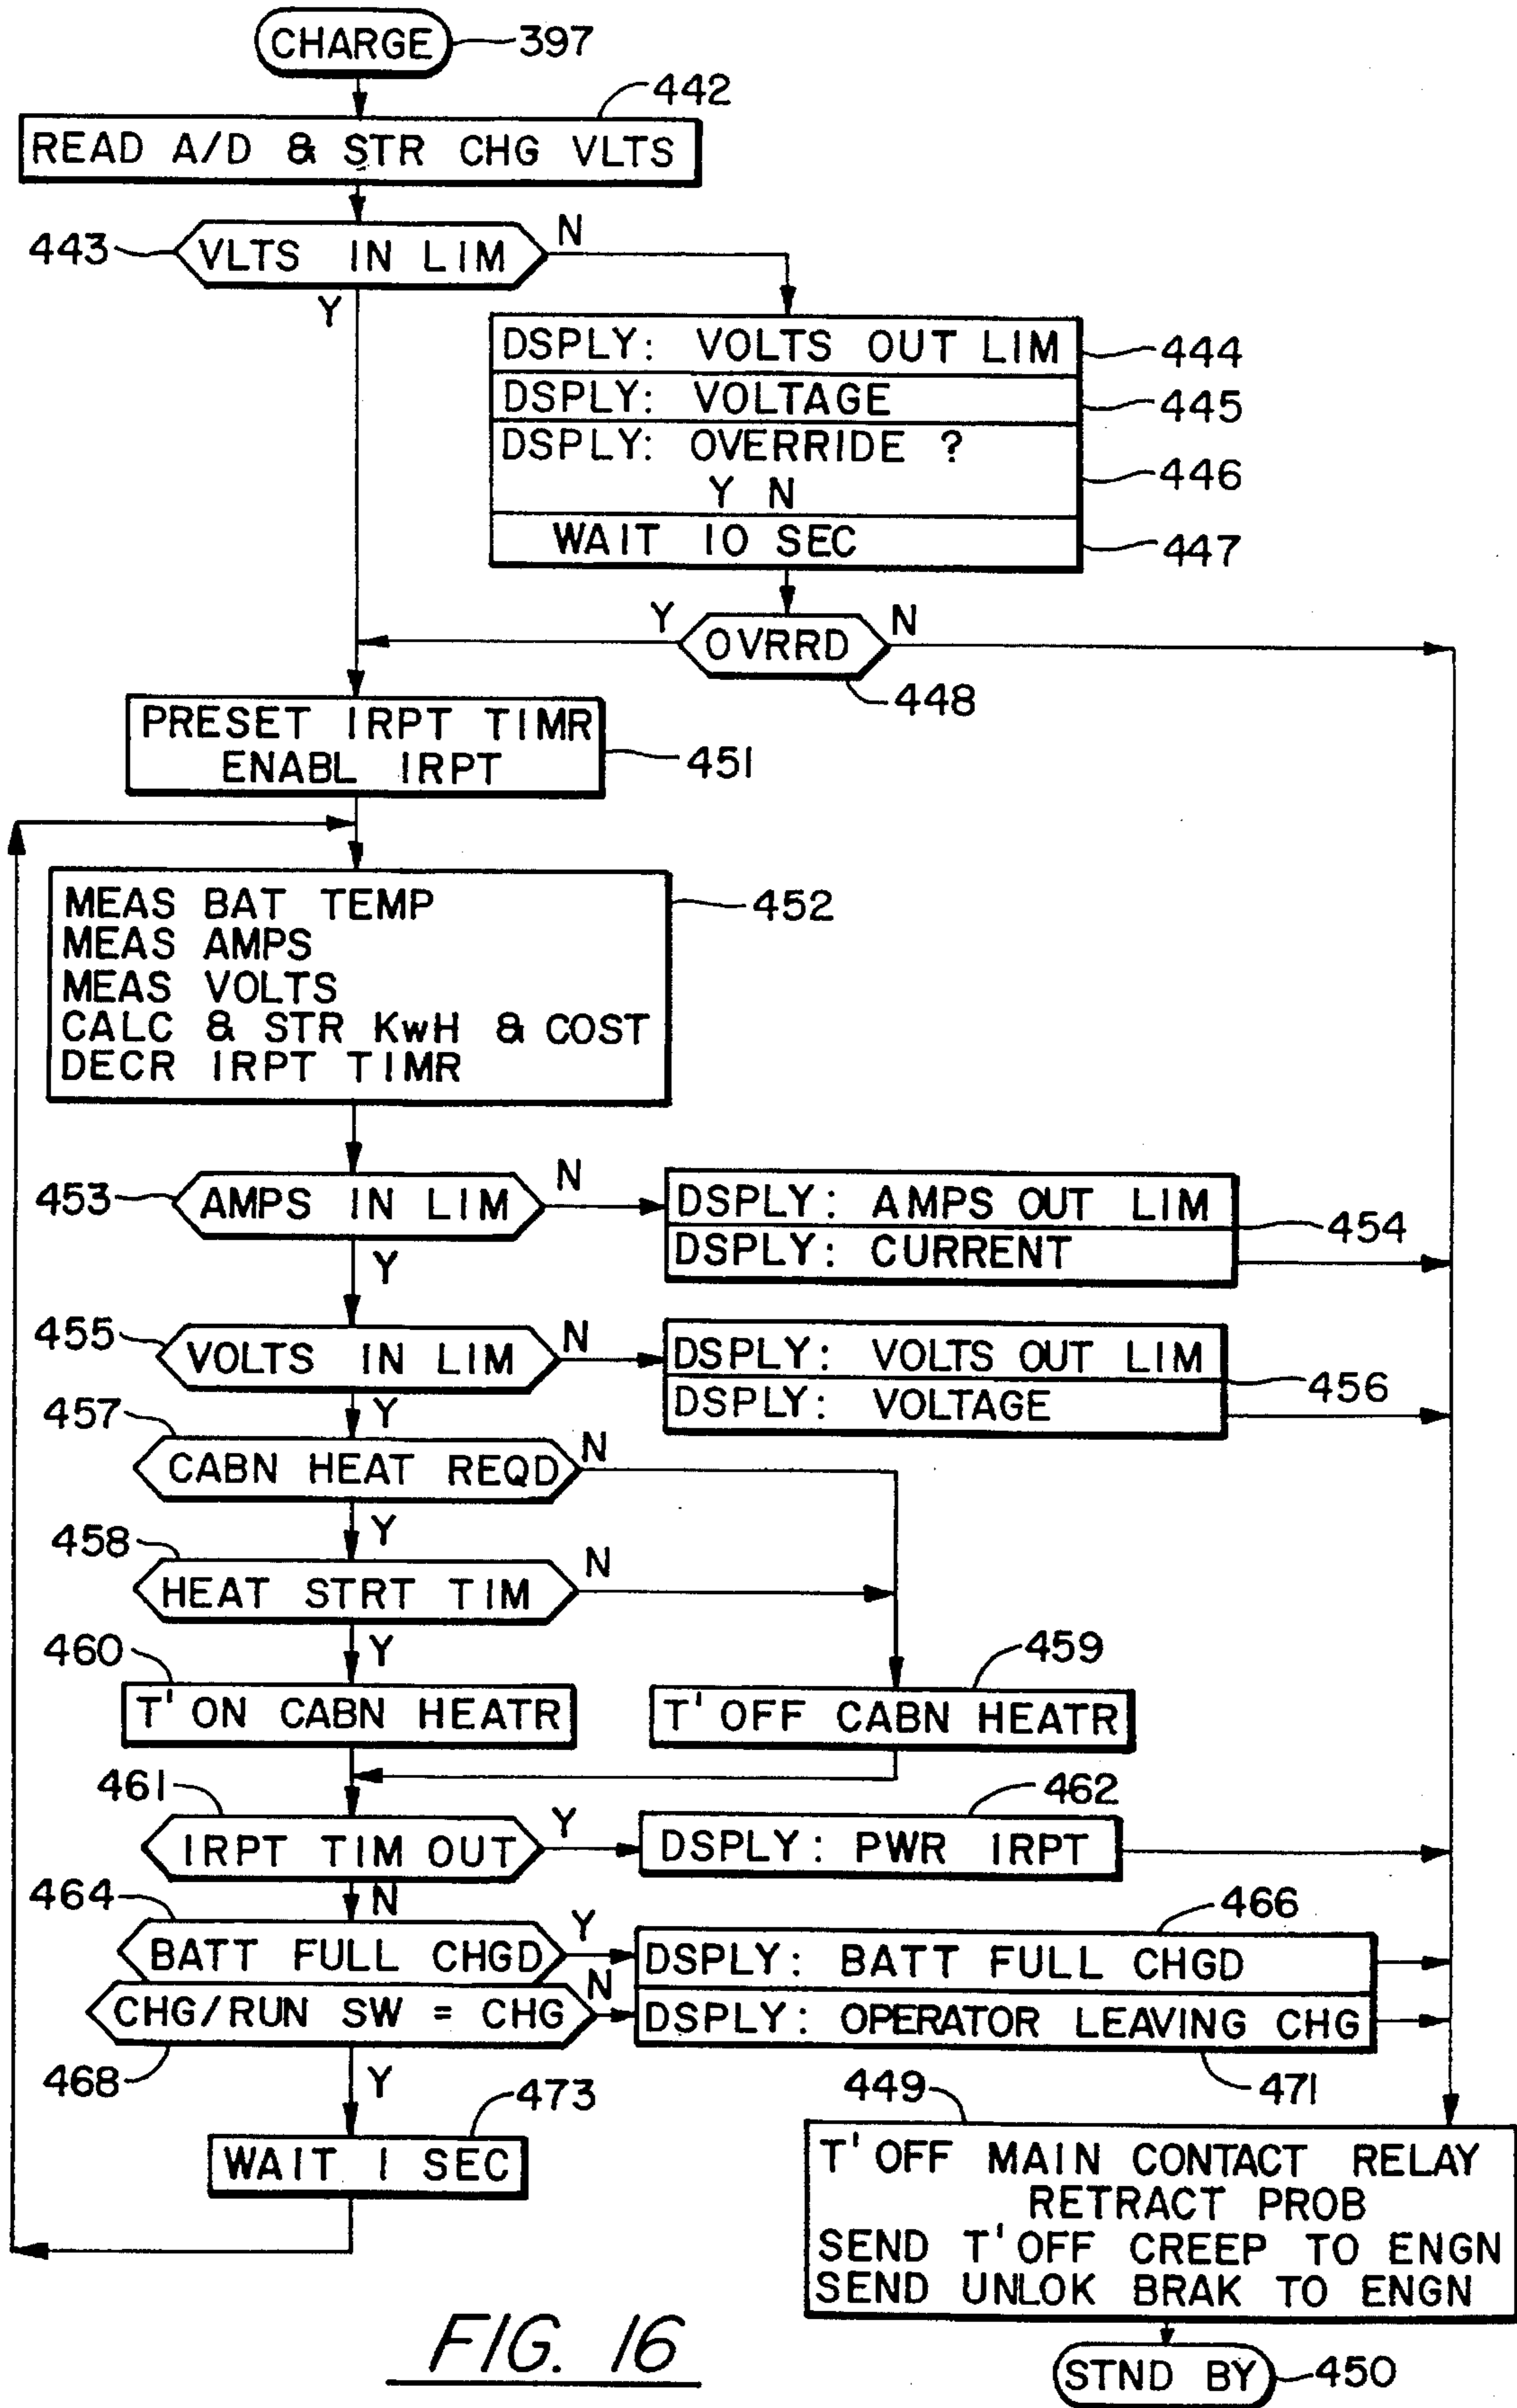 CHARGE 397
442
READ A/D & STR CHG VLTS
443 VLTS IN LIM N
Y
DSPLY: VOLTS OUT LIM 444
DSPLY: VOLTAGE 445
DSPLY: OVERRIDE ?
Y N
446
WAIT 10 SEC 447
Y OVRRD N
448
PRESET IRPT TIMR
ENABL IRPT
451
MEAS BAT TEMP
MEAS AMPS
MEAS VOLTS
CALC & STR KwH & COST
DECR IRPT TIMR
452
453 AMPS IN LIM N
Y
DSPLY: AMPS OUT LIM
DSPLY: CURRENT
454
455 VOLTS IN LIM N
Y
DSPLY: VOLTS OUT LIM
DSPLY: VOLTAGE
456
457
CABN HEAT REQD N
Y
458
HEAT STRT TIM N
Y
460
T'ON CABN HEATR
459
T'OFF CABN HEATR
461
IRPT TIM OUT Y
N
462
DSPLY: PWR IRPT
464
BATT FULL CHGD Y
466
DSPLY: BATT FULL CHGD
CHG/RUN SW = CHG N
DSPLY: OPERATOR LEAVING CHG
468
Y
471
473
WAIT 1 SEC
449
T'OFF MAIN CONTACT RELAY
RETRACT PROB
SEND T'OFF CREEP TO ENGN
SEND UNLOK BRAK TO ENGN
STND BY 450
FIG. 16